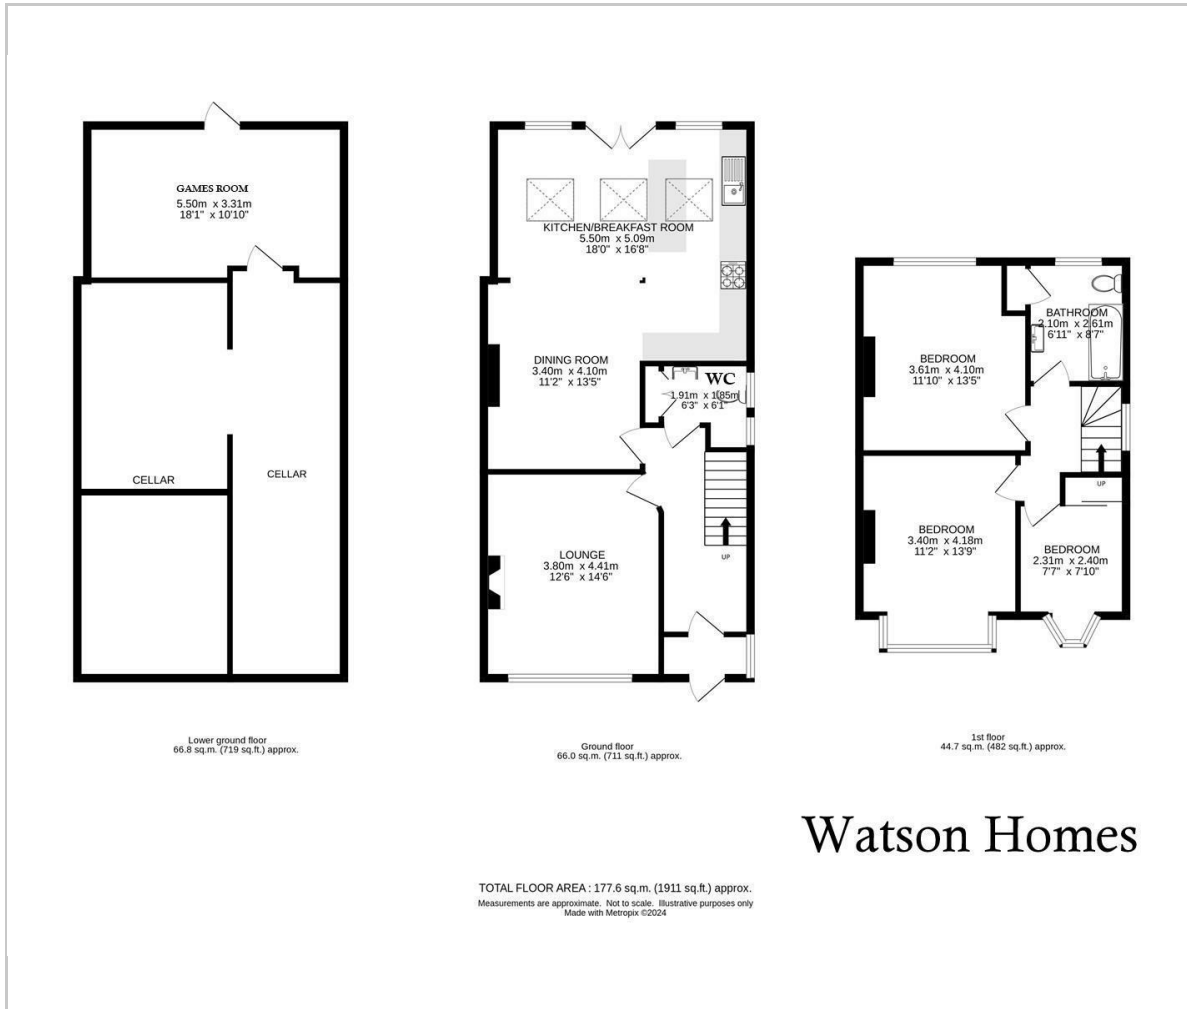 GAMES ROOM
5.50m x 3.31m
18'1" x 10'10"
CELLAR
CELLAR
Lower ground floor
66.8 sq.m. (719 sq.ft.) approx.
KITCHEN/BREAKFAST ROOM
5.50m x 5.09m
18'0" x 16'8"
DINING ROOM
3.40m x 4.10m
11'2" x 13'5"
WC
1.91m x 1.85m
6'3" x 6'1"
LOUNGE
3.80m x 4.41m
12'6" x 14'6"
UP
Ground floor
66.0 sq.m. (711 sq.ft.) approx.
BATHROOM
2.10m x 2.61m
6'11" x 8'7"
BEDROOM
3.61m x 4.10m
11'10" x 13'5"
UP
BEDROOM
3.40m x 4.18m
11'2" x 13'9"
BEDROOM
2.31m x 2.40m
7'7" x 7'10"
1st floor
44.7 sq.m. (482 sq.ft.) approx.
Watson Homes
TOTAL FLOOR AREA : 177.6 sq.m. (1911 sq.ft.) approx.
Measurements are approximate. Not to scale. Illustrative purposes only
Made with Metropix ©2024